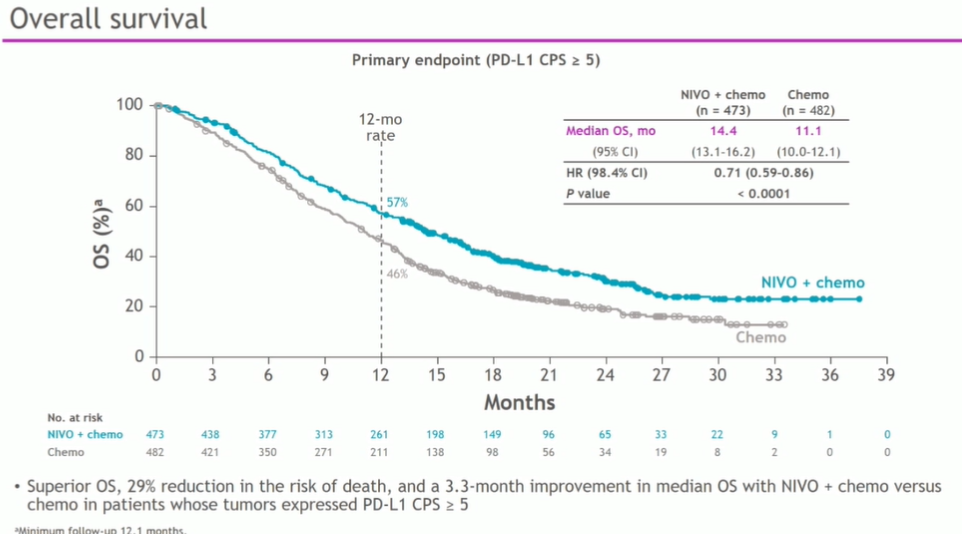 Overall survival
Primary endpoint (PD-L1 CPS ≥ 5)
NIVO + chemo Chemo
(n = 473) (n = 482)
Median OS, mo 14.4 11.1
(95% CI) (13.1-16.2) (10.0-12.1)
HR (98.4% CI) 0.71 (0.59-0.86)
P value < 0.0001
12-mo
rate
57%
46%
NIVO + chemo
Chemo
OS (%)ᵃ
100
80
60
40
20
0
0 3 6 9 12 15 18 21 24 27 30 33 36 39
Months
No. at risk
NIVO + chemo 473 438 377 313 261 198 149 96 65 33 22 9 1 0
Chemo 482 421 350 271 211 138 98 56 34 19 8 2 0 0
• Superior OS, 29% reduction in the risk of death, and a 3.3-month improvement in median OS with NIVO + chemo versus
chemo in patients whose tumors expressed PD-L1 CPS ≥ 5
ᵃMinimum follow-up 12.1 months.